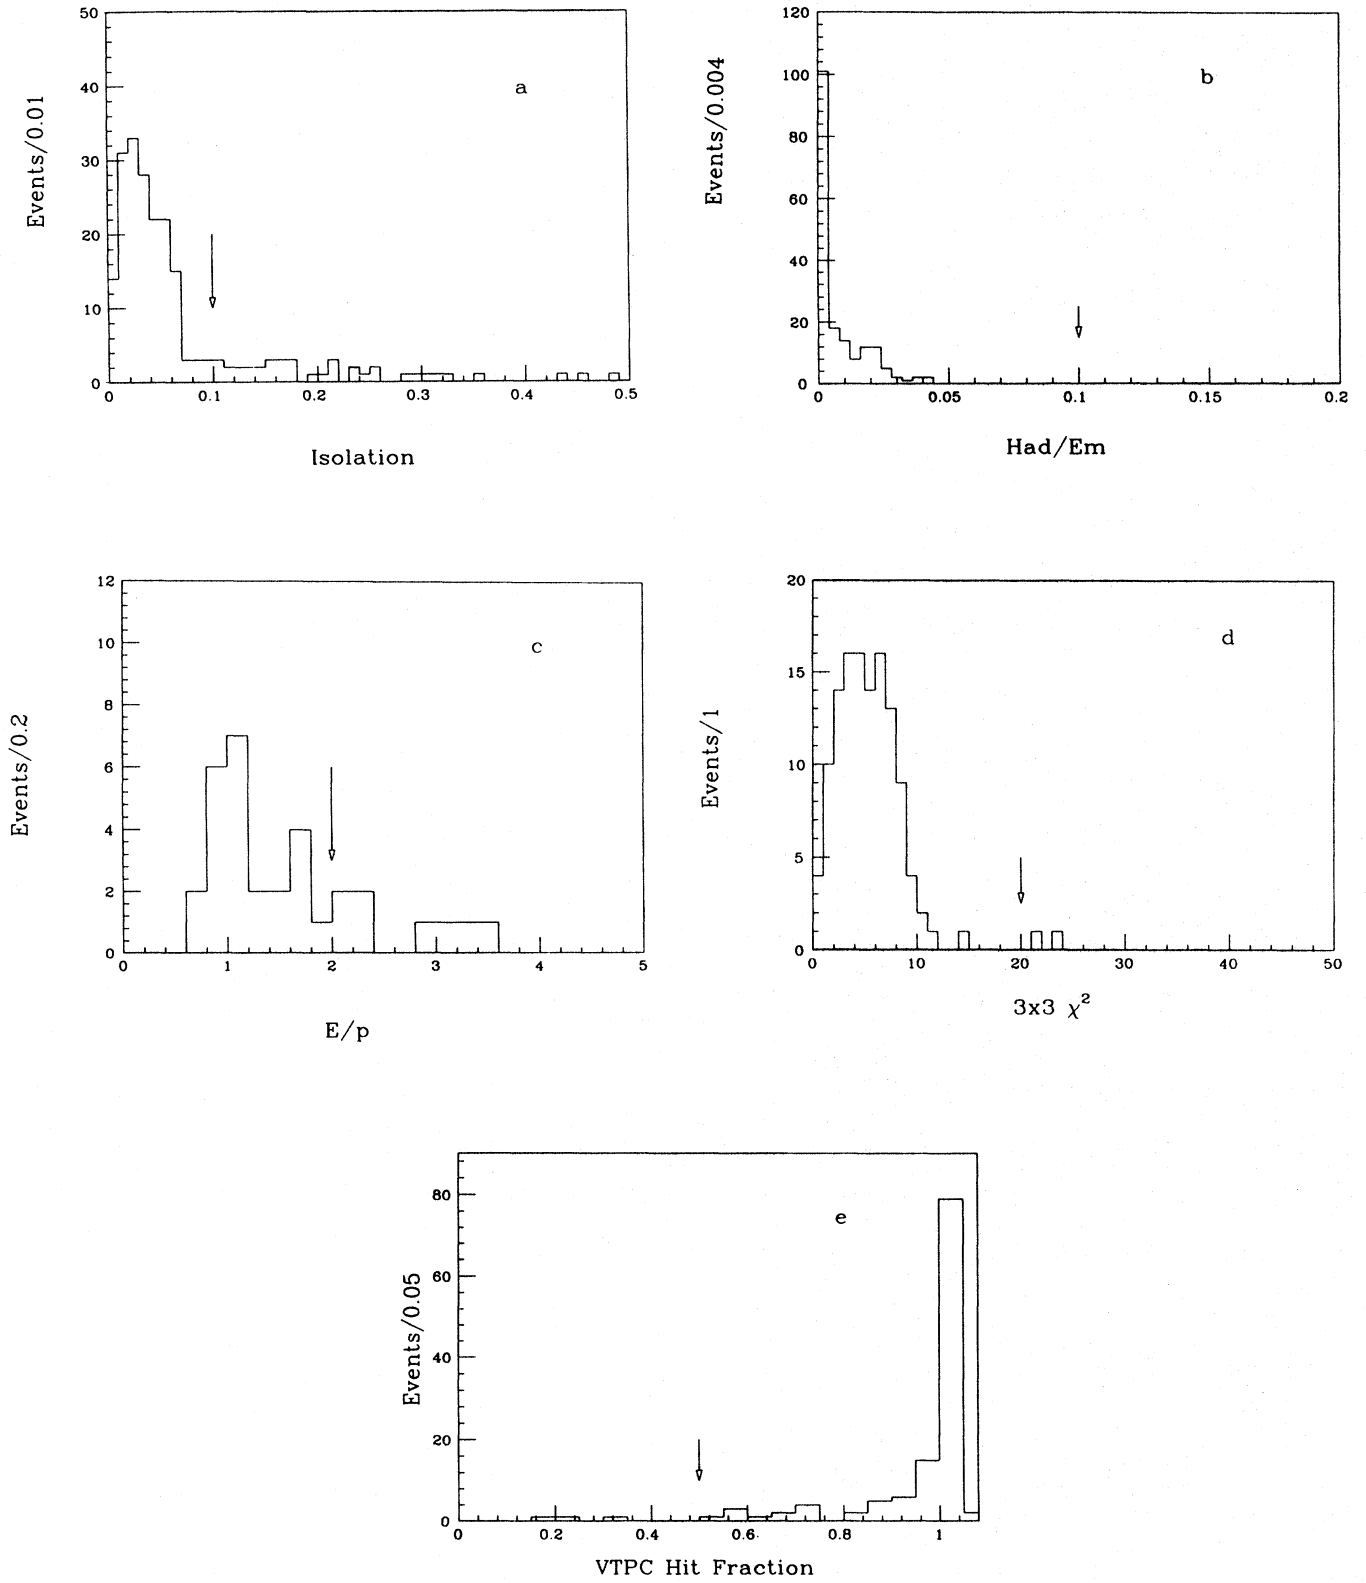 50
40
30
20
10
0
Events/0.01
a
0 0.1 0.2 0.3 0.4 0.5
Isolation
120
100
80
60
40
20
0
Events/0.004
b
0 0.05 0.1 0.15 0.2
Had/Em
12
10
8
6
4
2
0
Events/0.2
c
0 1 2 3 4 5
E/p
20
15
10
5
0
Events/1
d
0 10 20 30 40 50
3x3 χ²
80
60
40
20
0
Events/0.05
e
0 0.2 0.4 0.6 0.8 1
VTPC Hit Fraction